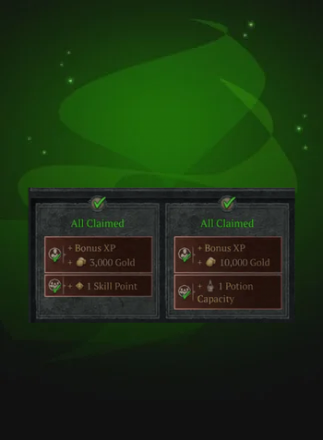 All Claimed
+ Bonus XP
+ 3,000 Gold
+ 1 Skill Point
All Claimed
+ Bonus XP
+ 10,000 Gold
+ 1 Potion
Capacity